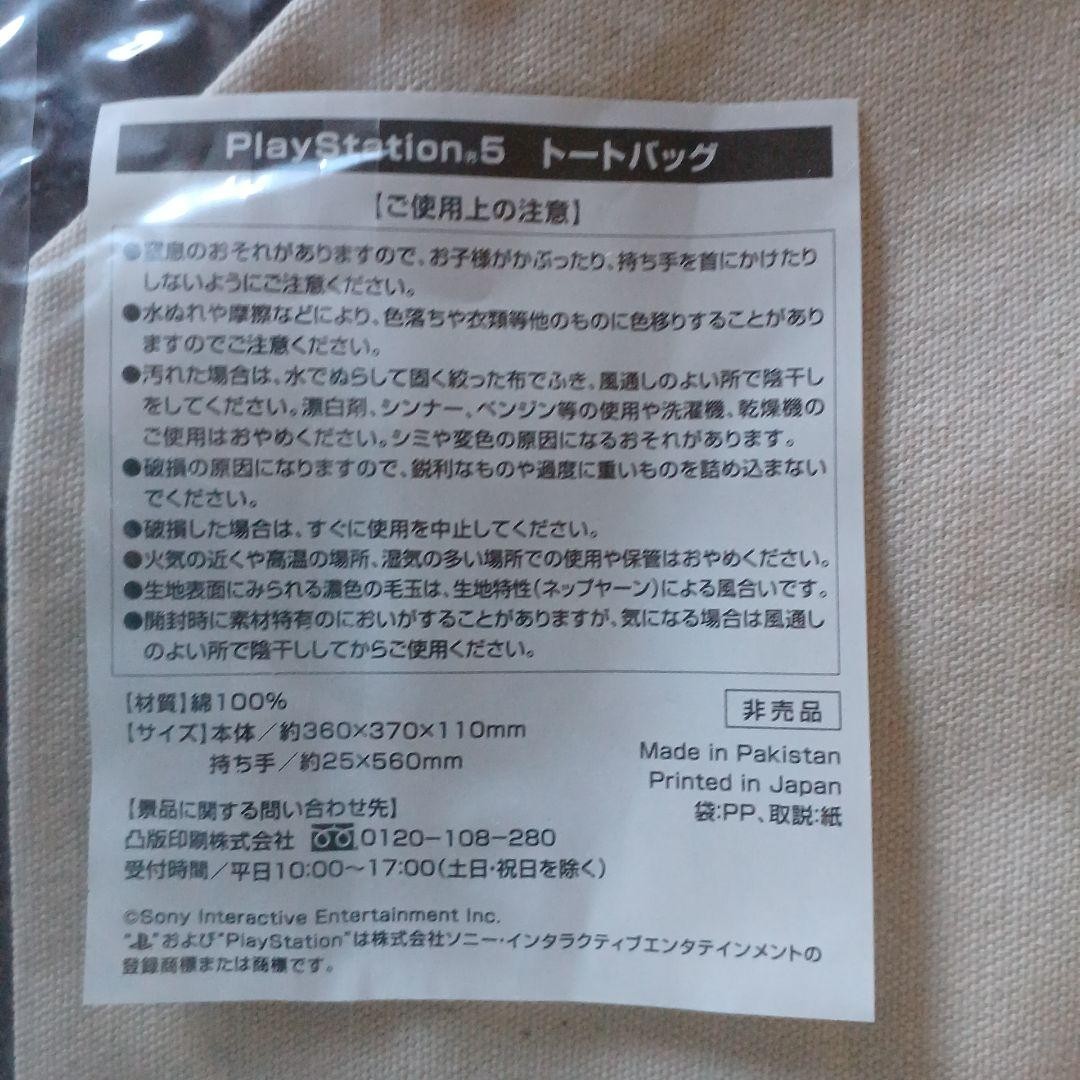 PlayStation®5 トートバッグ
【ご使用上の注意】
●窒息のおそれがありますので、お子様がかぶったり、持ち手を首にかけたり
しないようにご注意ください。
●水ぬれや摩擦などにより、色落ちや衣類等他のものに色移りすることがあり
ますのでご注意ください。
●汚れた場合は、水でぬらして固く絞った布でふき、風通しのよい所で陰干し
をしてください。漂白剤、シンナー、ベンジン等の使用や洗濯機、乾燥機の
ご使用はおやめください。シミや変色の原因になるおそれがあります。
●破損の原因になりますので、鋭利なものや過度に重いものを詰め込まない
でください。
●破損した場合は、すぐに使用を中止してください。
●火気の近くや高温の場所、湿気の多い場所での使用や保管はおやめください。
●生地表面にみられる濃色の毛玉は、生地特性(ネップヤーン)による風合いです。
●開封時に素材特有のにおいがすることがありますが、気になる場合は風通し
のよい所で陰干ししてからご使用ください。
【材質】綿100%
【サイズ】本体／約360×370×110mm
持ち手／約25×560mm
非売品
Made in Pakistan
Printed in Japan
袋:PP、取説:紙
【景品に関する問い合わせ先】
凸版印刷株式会社 0120-108-280
受付時間／平日10:00～17:00(土日・祝日を除く)
©Sony Interactive Entertainment Inc.
" "および"PlayStation"は株式会社ソニー・インタラクティブエンタテインメントの
登録商標または商標です。